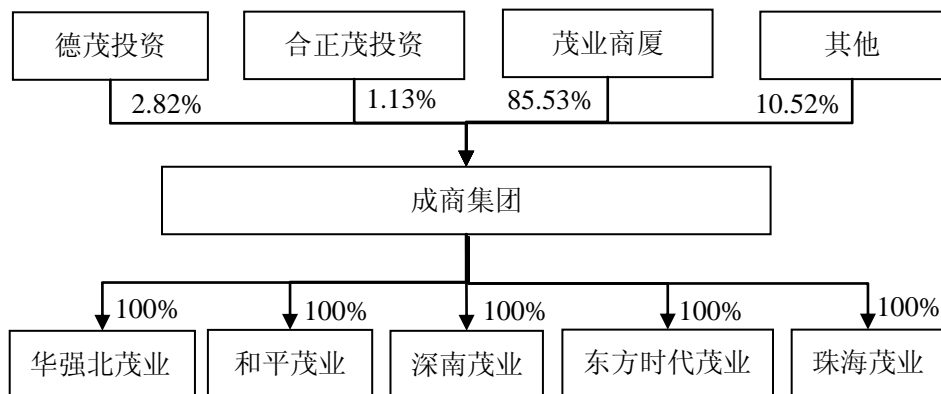 德茂投资
合正茂投资
茂业商厦
其他
2.82%
1.13%
85.53%
10.52%
成商集团
100%
100%
100%
100%
100%
华强北茂业
和平茂业
深南茂业
东方时代茂业
珠海茂业